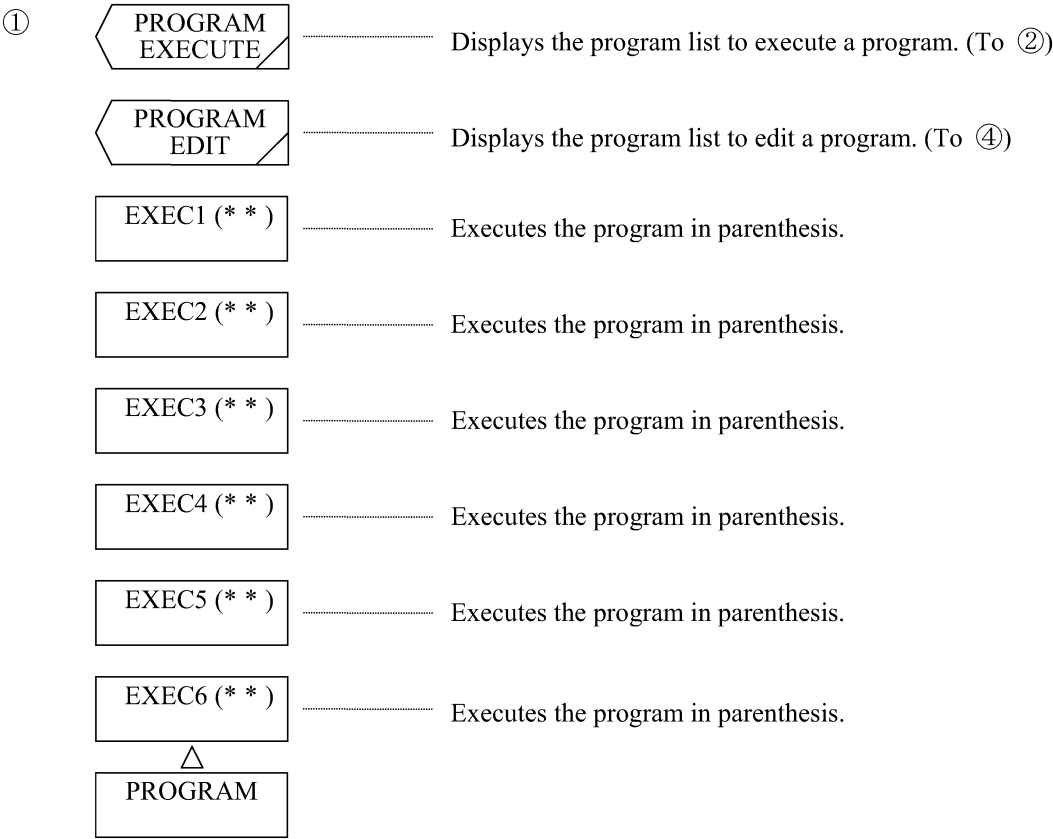 ①
PROGRAM
EXECUTE
Displays the program list to execute a program. (To ②)
PROGRAM
EDIT
Displays the program list to edit a program. (To ④)
EXEC1 (* * )
Executes the program in parenthesis.
EXEC2 (* * )
Executes the program in parenthesis.
EXEC3 (* * )
Executes the program in parenthesis.
EXEC4 (* * )
Executes the program in parenthesis.
EXEC5 (* * )
Executes the program in parenthesis.
EXEC6 (* * )
Executes the program in parenthesis.
PROGRAM